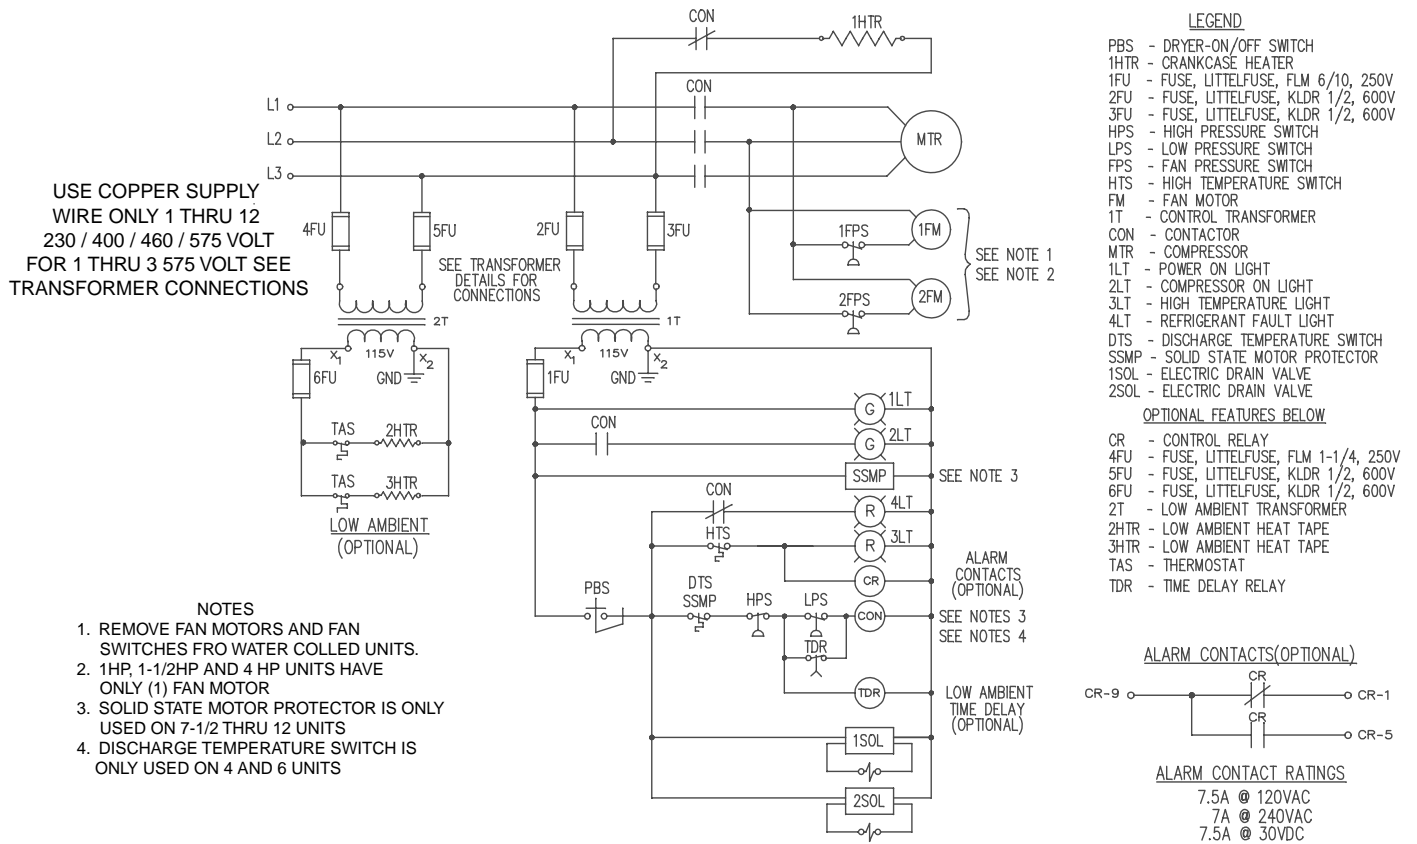 CON
1HTR
L1
CON
L2
MTR
L3
USE COPPER SUPPLY
WIRE ONLY 1 THRU 12
230 / 400 / 460 / 575 VOLT
FOR 1 THRU 3 575 VOLT SEE
TRANSFORMER CONNECTIONS
4FU
5FU
2FU
3FU
1FPS
1FM
SEE NOTE 1
SEE NOTE 2
SEE TRANSFORMER
DETAILS FOR
CONNECTIONS
2FPS
2FM
2T
1T
X1
115V
X2
X1
115V
X2
6FU
GND
1FU
GND
1LT
G
TAS
2HTR
CON
2LT
G
TAS
3HTR
SSMP
SEE NOTE 3
LOW AMBIENT
(OPTIONAL)
CON
4LT
R
HTS
3LT
R
ALARM
CONTACTS
(OPTIONAL)
CR
PBS
DTS
SSMP
HPS
LPS
CON
SEE NOTES 3
SEE NOTES 4
TDR
TDR
LOW AMBIENT
TIME DELAY
(OPTIONAL)
1SOL
2SOL
NOTES
1. REMOVE FAN MOTORS AND FAN
SWITCHES FRO WATER COLLED UNITS.
2. 1HP, 1-1/2HP AND 4 HP UNITS HAVE
ONLY (1) FAN MOTOR
3. SOLID STATE MOTOR PROTECTOR IS ONLY
USED ON 7-1/2 THRU 12 UNITS
4. DISCHARGE TEMPERATURE SWITCH IS
ONLY USED ON 4 AND 6 UNITS
LEGEND
PBS - DRYER-ON/OFF SWITCH
1HTR - CRANKCASE HEATER
1FU - FUSE, LITTELFUSE, FLM 6/10, 250V
2FU - FUSE, LITTELFUSE, KLDR 1/2, 600V
3FU - FUSE, LITTELFUSE, KLDR 1/2, 600V
HPS - HIGH PRESSURE SWITCH
LPS - LOW PRESSURE SWITCH
FPS - FAN PRESSURE SWITCH
HTS - HIGH TEMPERATURE SWITCH
FM - FAN MOTOR
1T - CONTROL TRANSFORMER
CON - CONTACTOR
MTR - COMPRESSOR
1LT - POWER ON LIGHT
2LT - COMPRESSOR ON LIGHT
3LT - HIGH TEMPERATURE LIGHT
4LT - REFRIGERANT FAULT LIGHT
DTS - DISCHARGE TEMPERATURE SWITCH
SSMP - SOLID STATE MOTOR PROTECTOR
1SOL - ELECTRIC DRAIN VALVE
2SOL - ELECTRIC DRAIN VALVE
OPTIONAL FEATURES BELOW
CR - CONTROL RELAY
4FU - FUSE, LITTELFUSE, FLM 1-1/4, 250V
5FU - FUSE, LITTELFUSE, KLDR 1/2, 600V
6FU - FUSE, LITTELFUSE, KLDR 1/2, 600V
2T - LOW AMBIENT TRANSFORMER
2HTR - LOW AMBIENT HEAT TAPE
3HTR - LOW AMBIENT HEAT TAPE
TAS - THERMOSTAT
TDR - TIME DELAY RELAY
ALARM CONTACTS(OPTIONAL)
CR
CR-9
CR-1
CR
CR-5
ALARM CONTACT RATINGS
7.5A @ 120VAC
7A @ 240VAC
7.5A @ 30VDC